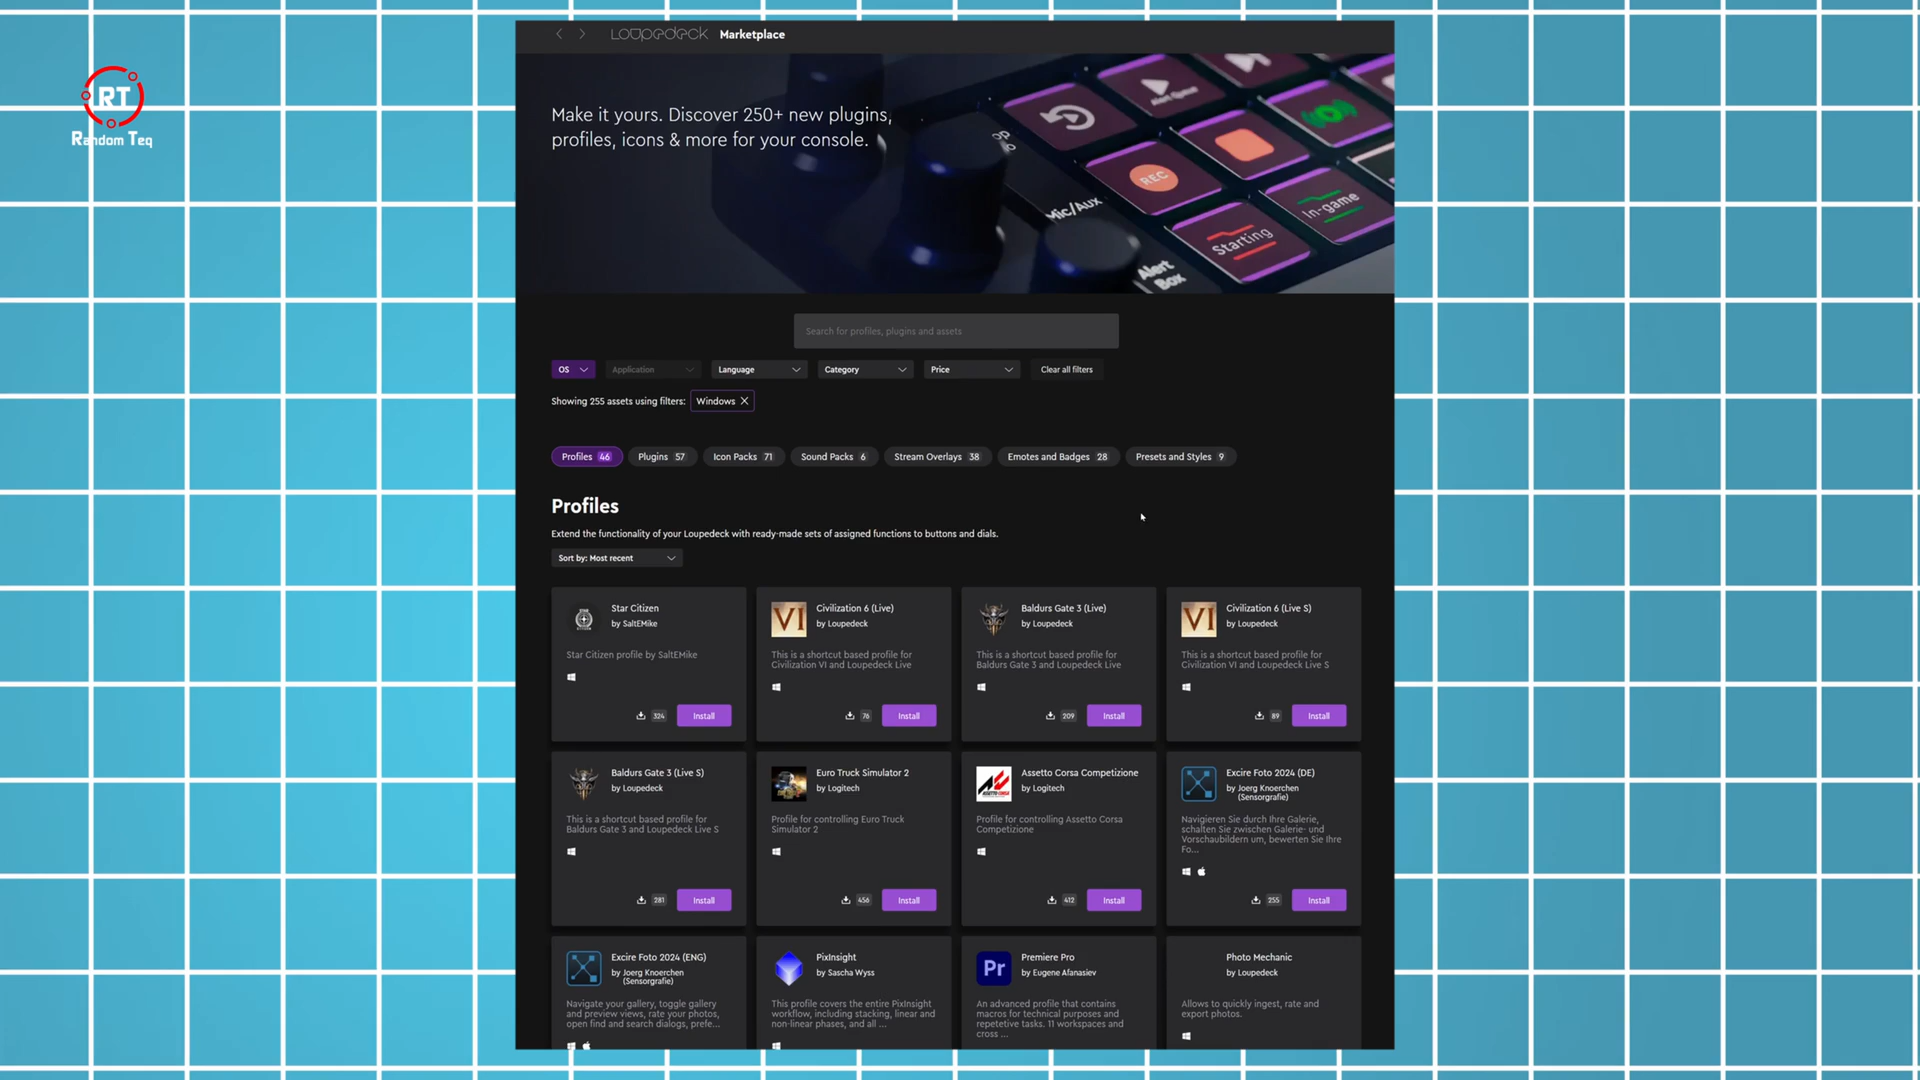 RT
Random Teq
Loupedeck Marketplace
Make it yours. Discover 250+ new plugins,
profiles, icons & more for your console.
Alert Queue
REC
Mic/Aux
In-game
Starting
Alert
Box
Search for profiles, plugins and assets
OS
Application
Language
Category
Price
Clear all filters
Showing 255 assets using filters: Windows
Profiles 46
Plugins 57
Icon Packs 71
Sound Packs 6
Stream Overlays 38
Emotes and Badges 28
Presets and Styles 9
Profiles
Extend the functionality of your Loupedeck with ready-made sets of assigned functions to buttons and dials.
Sort by: Most recent
STAR
CITIZEN
Star Citizen
by SaltEMike
Star Citizen profile by SaltEMike
324 Install
VI
Civilization 6 (Live)
by Loupedeck
This is a shortcut based profile for
Civilization VI and Loupedeck Live
76 Install
Baldurs Gate 3 (Live)
by Loupedeck
This is a shortcut based profile for
Baldurs Gate 3 and Loupedeck Live
209 Install
VI
Civilization 6 (Live S)
by Loupedeck
This is a shortcut based profile for
Civilization VI and Loupedeck Live S
89 Install
Baldurs Gate 3 (Live S)
by Loupedeck
This is a shortcut based profile for
Baldurs Gate 3 and Loupedeck Live S
281 Install
Euro Truck Simulator 2
by Logitech
Profile for controlling Euro Truck
Simulator 2
456 Install
ASSETTO CORSA
Assetto Corsa Competizione
by Logitech
Profile for controlling Assetto Corsa
Competizione
412 Install
Excire Foto 2024 (DE)
by Joerg Knoerchen
(Sensorgrafie)
Navigieren Sie durch Ihre Galerie,
schalten Sie zwischen Galerie- und
Vorschaubildern um, bewerten Sie Ihre
Fo...
255 Install
Excire Foto 2024 (ENG)
by Joerg Knoerchen
(Sensorgrafie)
Navigate your gallery, toggle gallery
and preview views, rate your photos,
open find and search dialogs, prefe...
PixInsight
by Sascha Wyss
This profile covers the entire PixInsight
workflow, including stacking, linear and
non-linear phases, and all ...
Pr
Premiere Pro
by Eugene Afanasiev
An advanced profile that contains
macros for technical purposes and
repetetive tasks. 11 workspaces and
cross ...
Photo Mechanic
by Loupedeck
Allows to quickly ingest, rate and
export photos.